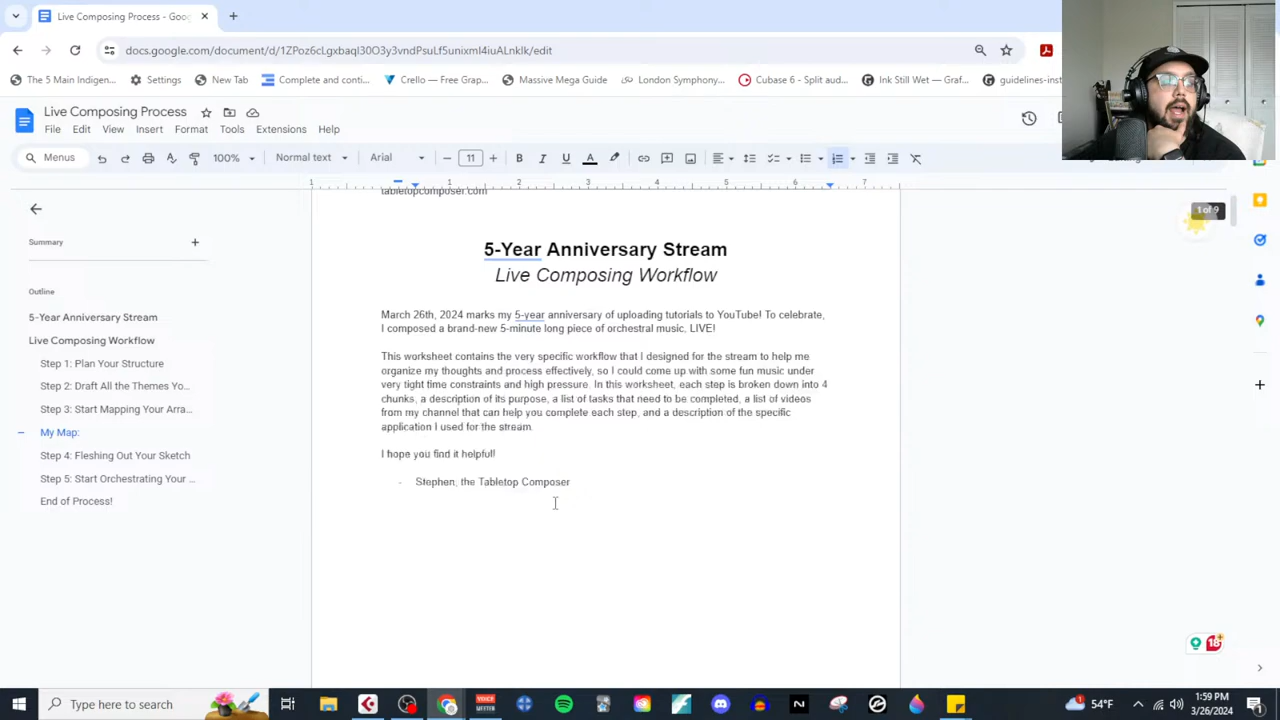 Live Composing Process - Goo
docs.google.com/document/d/1ZPoz6cLgxbaql30O3y3vndPsuLf5unixmI4iuALnkIk/edit
The 5 Main Indigen...
Settings
New Tab
Complete and conti...
Crello — Free Grap...
Massive Mega Guide
London Symphony...
Cubase 6 - Split aud...
Ink Still Wet — Graf...
guidelines-inst
Live Composing Process
File Edit View Insert Format Tools Extensions Help
Menus 100% Normal text Arial 11
1 1 2 3 4 5 6 7
tabletopcomposer.com
1 of 9
Summary
Outline
5-Year Anniversary Stream
Live Composing Workflow
Step 1: Plan Your Structure
Step 2: Draft All the Themes Yo...
Step 3: Start Mapping Your Arra...
My Map:
Step 4: Fleshing Out Your Sketch
Step 5: Start Orchestrating Your ...
End of Process!
5-Year Anniversary Stream
Live Composing Workflow
March 26th, 2024 marks my 5-year anniversary of uploading tutorials to YouTube! To celebrate,
I composed a brand-new 5-minute long piece of orchestral music, LIVE!
This worksheet contains the very specific workflow that I designed for the stream to help me
organize my thoughts and process effectively, so I could come up with some fun music under
very tight time constraints and high pressure. In this worksheet, each step is broken down into 4
chunks, a description of its purpose, a list of tasks that need to be completed, a list of videos
from my channel that can help you complete each step, and a description of the specific
application I used for the stream.
I hope you find it helpful!
- Stephen, the Tabletop Composer
18
Type here to search
VOICE
54°F
1:59 PM
3/26/2024